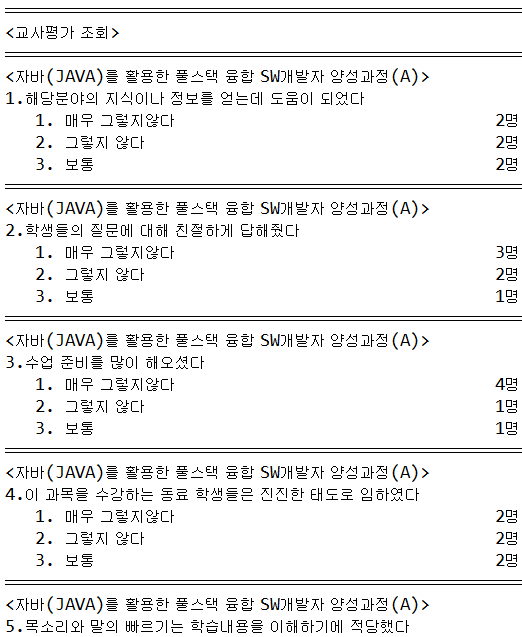 <교사평가 조회>
<자바(JAVA)를 활용한 풀스택 융합 SW개발자 양성과정(A)>
1.해당분야의 지식이나 정보를 얻는데 도움이 되었다
1. 매우 그렇지않다 2명
2. 그렇지 않다 2명
3. 보통 2명
<자바(JAVA)를 활용한 풀스택 융합 SW개발자 양성과정(A)>
2.학생들의 질문에 대해 친절하게 답해줬다
1. 매우 그렇지않다 3명
2. 그렇지 않다 2명
3. 보통 1명
<자바(JAVA)를 활용한 풀스택 융합 SW개발자 양성과정(A)>
3.수업 준비를 많이 해오셨다
1. 매우 그렇지않다 4명
2. 그렇지 않다 1명
3. 보통 1명
<자바(JAVA)를 활용한 풀스택 융합 SW개발자 양성과정(A)>
4.이 과목을 수강하는 동료 학생들은 진진한 태도로 임하였다
1. 매우 그렇지않다 2명
2. 그렇지 않다 2명
3. 보통 2명
<자바(JAVA)를 활용한 풀스택 융합 SW개발자 양성과정(A)>
5.목소리와 말의 빠르기는 학습내용을 이해하기에 적당했다